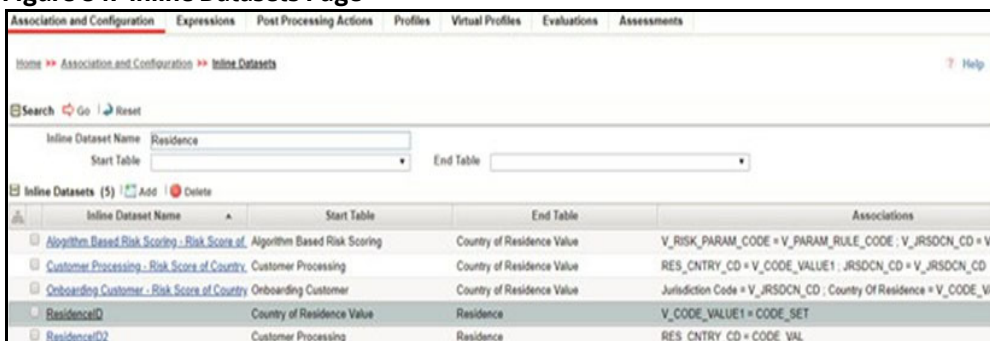 Figure 54: Inline Datasets Page
Association and Configuration Expressions Post Processing Actions Profiles Virtual Profiles Evaluations Assessments
Home >> Association and Configuration >> Inline Datasets ? Help
Search Go Reset
Inline Dataset Name Residence
Start Table End Table
Inline Datasets (5) Add Delete
Inline Dataset Name Start Table End Table Associations
Alogrithm Based Risk Scoring - Risk Score of Algorithm Based Risk Scoring Country of Residence Value V_RISK_PARAM_CODE = V_PARAM_RULE_CODE ; V_JRSDCN_CD = V
Customer Processing - Risk Score of Country Customer Processing Country of Residence Value RES_CNTRY_CD = V_CODE_VALUE1 ; JRSDCN_CD = V_JRSDCN_CD
Onboarding Customer - Risk Score of Country Onboarding Customer Country of Residence Value Jurisdiction Code = V_JRSDCN_CD ; Country Of Residence = V_CODE_V
ResidenceID Country of Residence Value Residence V_CODE_VALUE1 = CODE_SET
ResidenceID2 Customer Processing Residence RES_CNTRY_CD = CODE_VAL